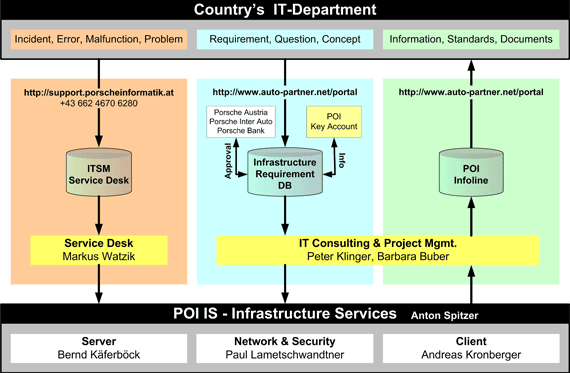 Country's IT-Department
Incident, Error, Malfunction, Problem
Requirement, Question, Concept
Information, Standards, Documents
http://support.porscheinformatik.at
+43 662 4670 6280
http://www.auto-partner.net/portal
http://www.auto-partner.net/portal
Porsche Austria
Porsche Inter Auto
Porsche Bank
POI
Key Account
Approval
Info
ITSM
Service Desk
Infrastructure
Requirement
DB
POI
Infoline
Service Desk
Markus Watzik
IT Consulting & Project Mgmt.
Peter Klinger, Barbara Buber
POI IS - Infrastructure Services Anton Spitzer
Server
Bernd Käferböck
Network & Security
Paul Lametschwandtner
Client
Andreas Kronberger